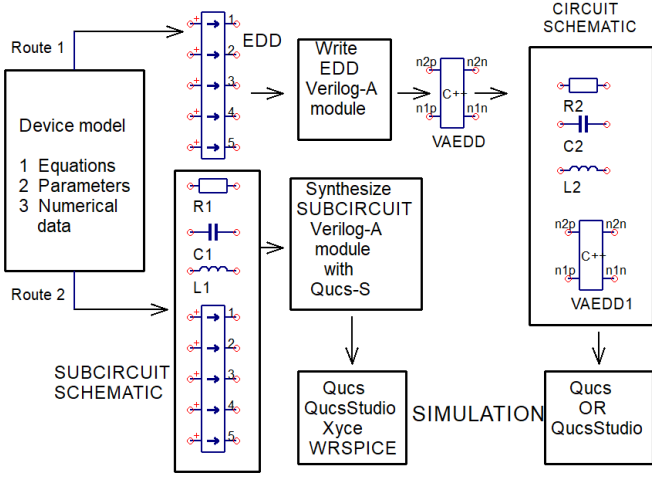 Route 1
Device model
1 Equations
2 Parameters
3 Numerical
data
Route 2
+ 1
+ 2
+ 3
+ 4
+ 5
EDD
Write
EDD
Verilog-A
module
n2p n2n
C++
n1p n1n
VAEDD
CIRCUIT
SCHEMATIC
R2
C2
L2
n2p n2n
C++
n1p n1n
VAEDD1
R1
C1
L1
+ 1
+ 2
+ 3
+ 4
+ 5
SUBCIRCUIT
SCHEMATIC
Synthesize
SUBCIRCUIT
Verilog-A
module
with
Qucs-S
Qucs
QucsStudio
Xyce
WRSPICE
SIMULATION
Qucs
OR
QucsStudio